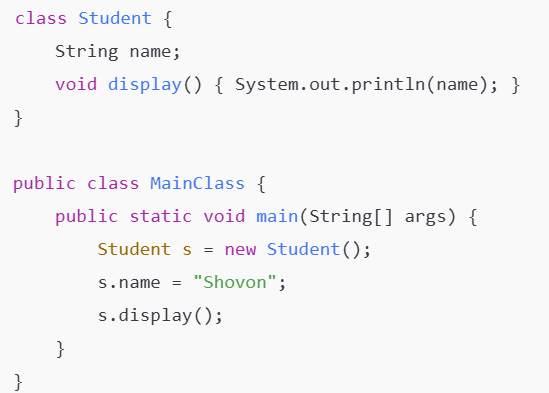 class Student {
    String name;
    void display() { System.out.println(name); }
}

public class MainClass {
    public static void main(String[] args) {
        Student s = new Student();
        s.name = "Shovon";
        s.display();
    }
}